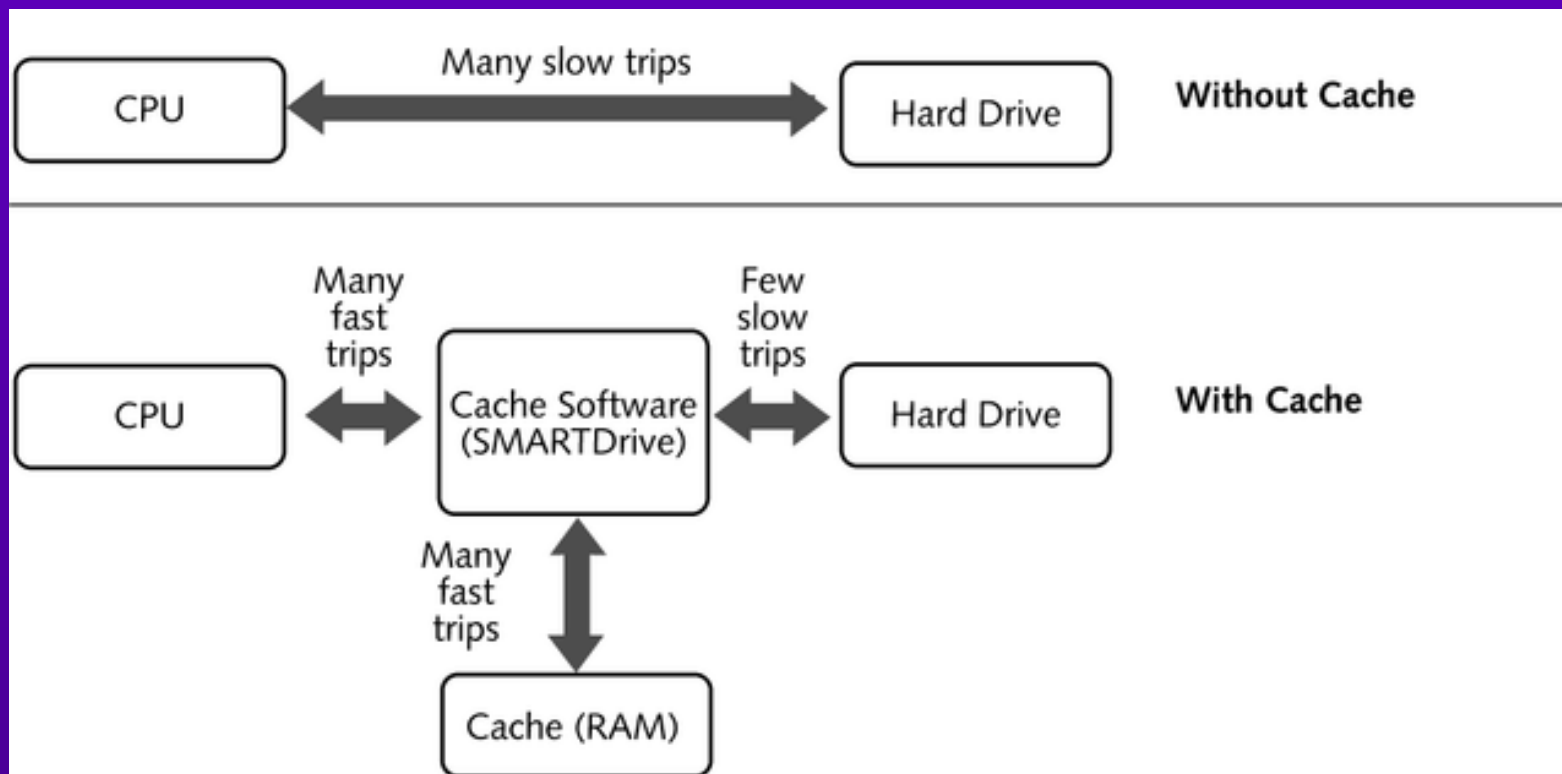 Many slow trips
CPU
Hard Drive
Without Cache
Many
fast
trips
Few
slow
trips
CPU
Cache Software
(SMARTDrive)
Hard Drive
With Cache
Many
fast
trips
Cache (RAM)